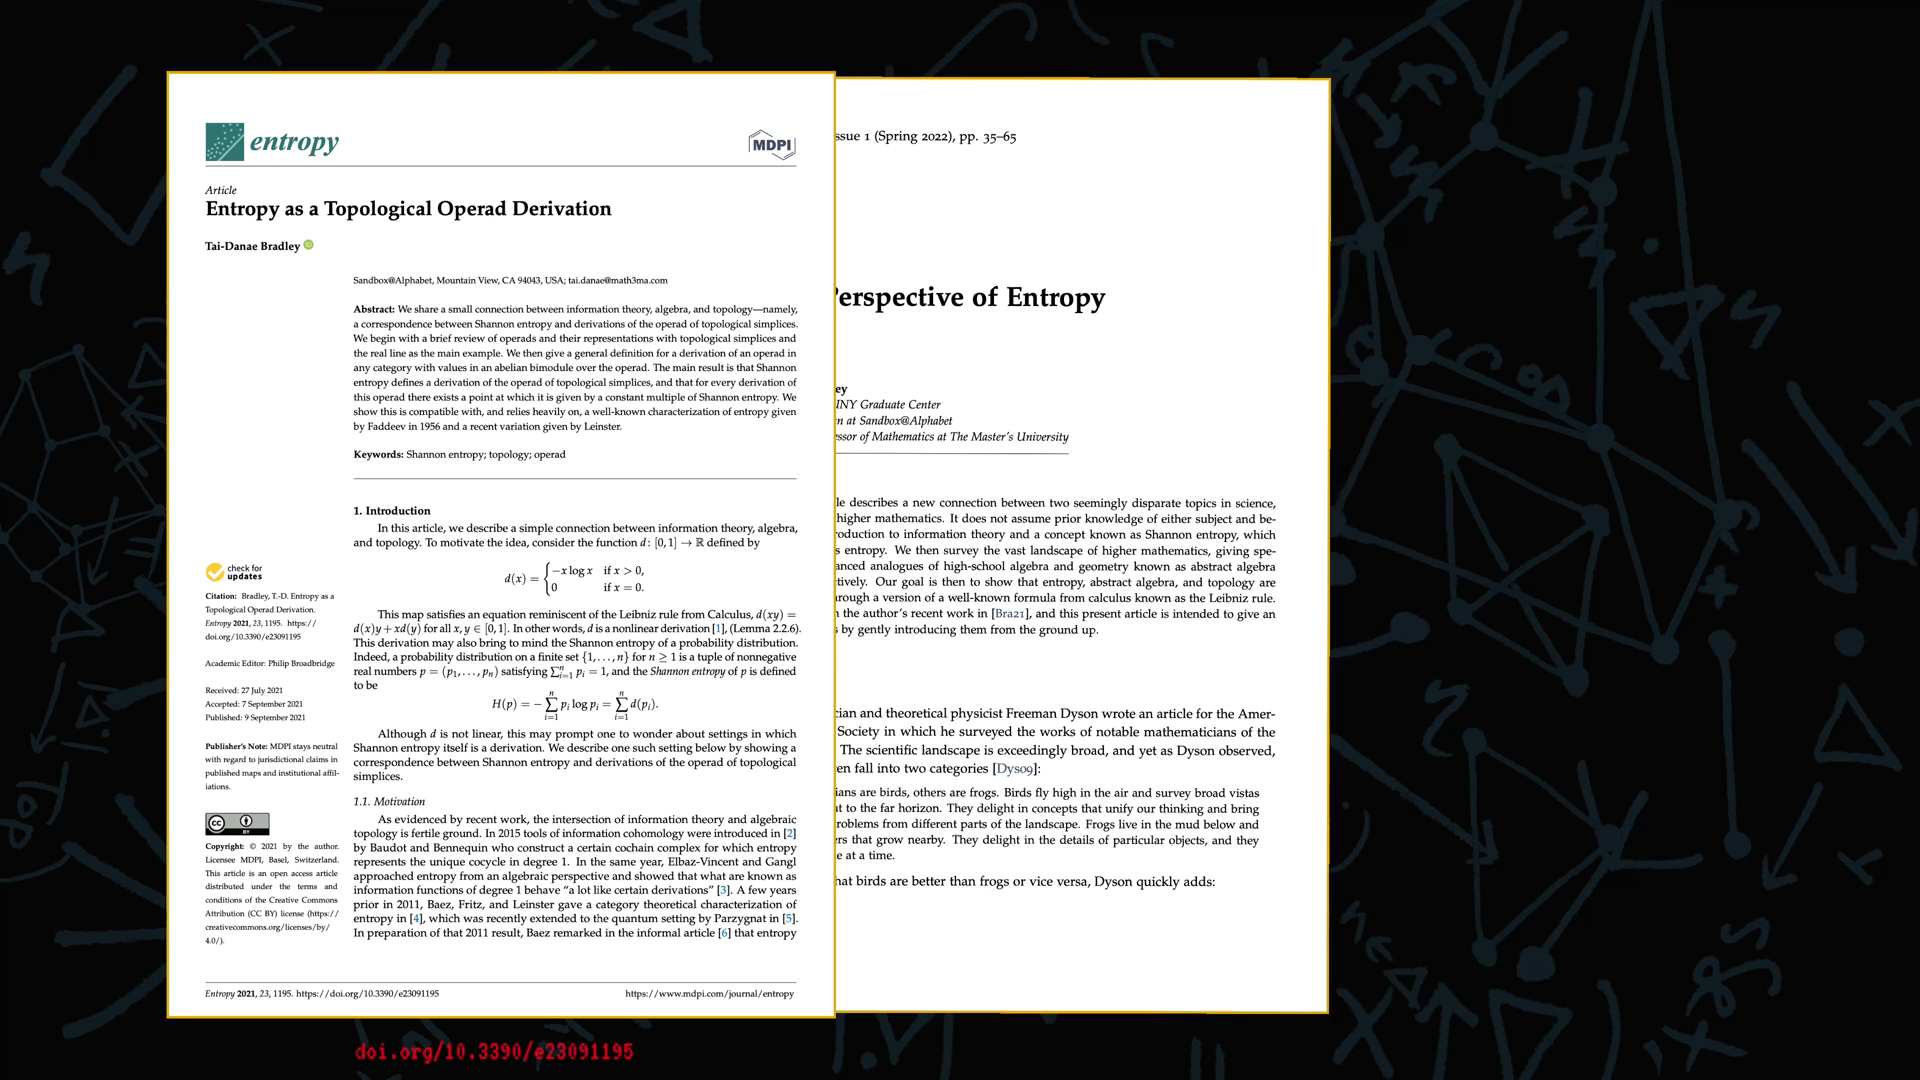 entropy
MDPI
Article
Entropy as a Topological Operad Derivation
Tai-Danae Bradley
Sandbox@Alphabet, Mountain View, CA 94043, USA; tai.danae@math3ma.com
Abstract: We share a small connection between information theory, algebra, and topology—namely,
a correspondence between Shannon entropy and derivations of the operad of topological simplices.
We begin with a brief review of operads and their representations with topological simplices and
the real line as the main example. We then give a general definition for a derivation of an operad in
any category with values in an abelian bimodule over the operad. The main result is that Shannon
entropy defines a derivation of the operad of topological simplices, and that for every derivation of
this operad there exists a point at which it is given by a constant multiple of Shannon entropy. We
show this is compatible with, and relies heavily on, a well-known characterization of entropy given
by Faddeev in 1956 and a recent variation given by Leinster.
Keywords: Shannon entropy; topology; operad
1. Introduction
In this article, we describe a simple connection between information theory, algebra,
and topology. To motivate the idea, consider the function d: [0, 1] → ℝ defined by
d(x) = { −x log x if x > 0,
0 if x = 0.
This map satisfies an equation reminiscent of the Leibniz rule from Calculus, d(xy) =
d(x)y + xd(y) for all x, y ∈ [0, 1]. In other words, d is a nonlinear derivation [1], (Lemma 2.2.6).
This derivation may also bring to mind the Shannon entropy of a probability distribution.
Indeed, a probability distribution on a finite set {1, . . . , n} for n ≥ 1 is a tuple of nonnegative
real numbers p = (p₁, . . . , pₙ) satisfying ∑ⁿᵢ₌₁ pᵢ = 1, and the Shannon entropy of p is defined
to be
H(p) = − ∑ⁿᵢ₌₁ pᵢ log pᵢ = ∑ⁿᵢ₌₁ d(pᵢ).
Although d is not linear, this may prompt one to wonder about settings in which
Shannon entropy itself is a derivation. We describe one such setting below by showing a
correspondence between Shannon entropy and derivations of the operad of topological
simplices.
1.1. Motivation
As evidenced by recent work, the intersection of information theory and algebraic
topology is fertile ground. In 2015 tools of information cohomology were introduced in [2]
by Baudot and Bennequin who construct a certain cochain complex for which entropy
represents the unique cocycle in degree 1. In the same year, Elbaz-Vincent and Gangl
approached entropy from an algebraic perspective and showed that what are known as
information functions of degree 1 behave “a lot like certain derivations” [3]. A few years
prior in 2011, Baez, Fritz, and Leinster gave a category theoretical characterization of
entropy in [4], which was recently extended to the quantum setting by Parzygnat in [5].
In preparation of that 2011 result, Baez remarked in the informal article [6] that entropy
check for
updates
Citation: Bradley, T.-D. Entropy as a
Topological Operad Derivation.
Entropy 2021, 23, 1195. https://
doi.org/10.3390/e23091195
Academic Editor: Philip Broadbridge
Received: 27 July 2021
Accepted: 7 September 2021
Published: 9 September 2021
Publisher's Note: MDPI stays neutral
with regard to jurisdictional claims in
published maps and institutional affil-
iations.
cc
BY
Copyright: © 2021 by the author.
Licensee MDPI, Basel, Switzerland.
This article is an open access article
distributed under the terms and
conditions of the Creative Commons
Attribution (CC BY) license (https://
creativecommons.org/licenses/by/
4.0/).
Entropy 2021, 23, 1195. https://doi.org/10.3390/e23091195
https://www.mdpi.com/journal/entropy
ssue 1 (Spring 2022), pp. 35–65
Perspective of Entropy
ey
UNY Graduate Center
n at Sandbox@Alphabet
ssor of Mathematics at The Master's University
le describes a new connection between two seemingly disparate topics in science,
higher mathematics. It does not assume prior knowledge of either subject and be-
roduction to information theory and a concept known as Shannon entropy, which
s entropy. We then survey the vast landscape of higher mathematics, giving spe-
anced analogues of high-school algebra and geometry known as abstract algebra
tively. Our goal is then to show that entropy, abstract algebra, and topology are
hrough a version of a well-known formula from calculus known as the Leibniz rule.
n the author's recent work in [Bra21], and this present article is intended to give an
s by gently introducing them from the ground up.
cian and theoretical physicist Freeman Dyson wrote an article for the Amer-
Society in which he surveyed the works of notable mathematicians of the
The scientific landscape is exceedingly broad, and yet as Dyson observed,
en fall into two categories [Dys09]:
ians are birds, others are frogs. Birds fly high in the air and survey broad vistas
t to the far horizon. They delight in concepts that unify our thinking and bring
roblems from different parts of the landscape. Frogs live in the mud below and
ers that grow nearby. They delight in the details of particular objects, and they
e at a time.
hat birds are better than frogs or vice versa, Dyson quickly adds:
doi.org/10.3390/e23091195